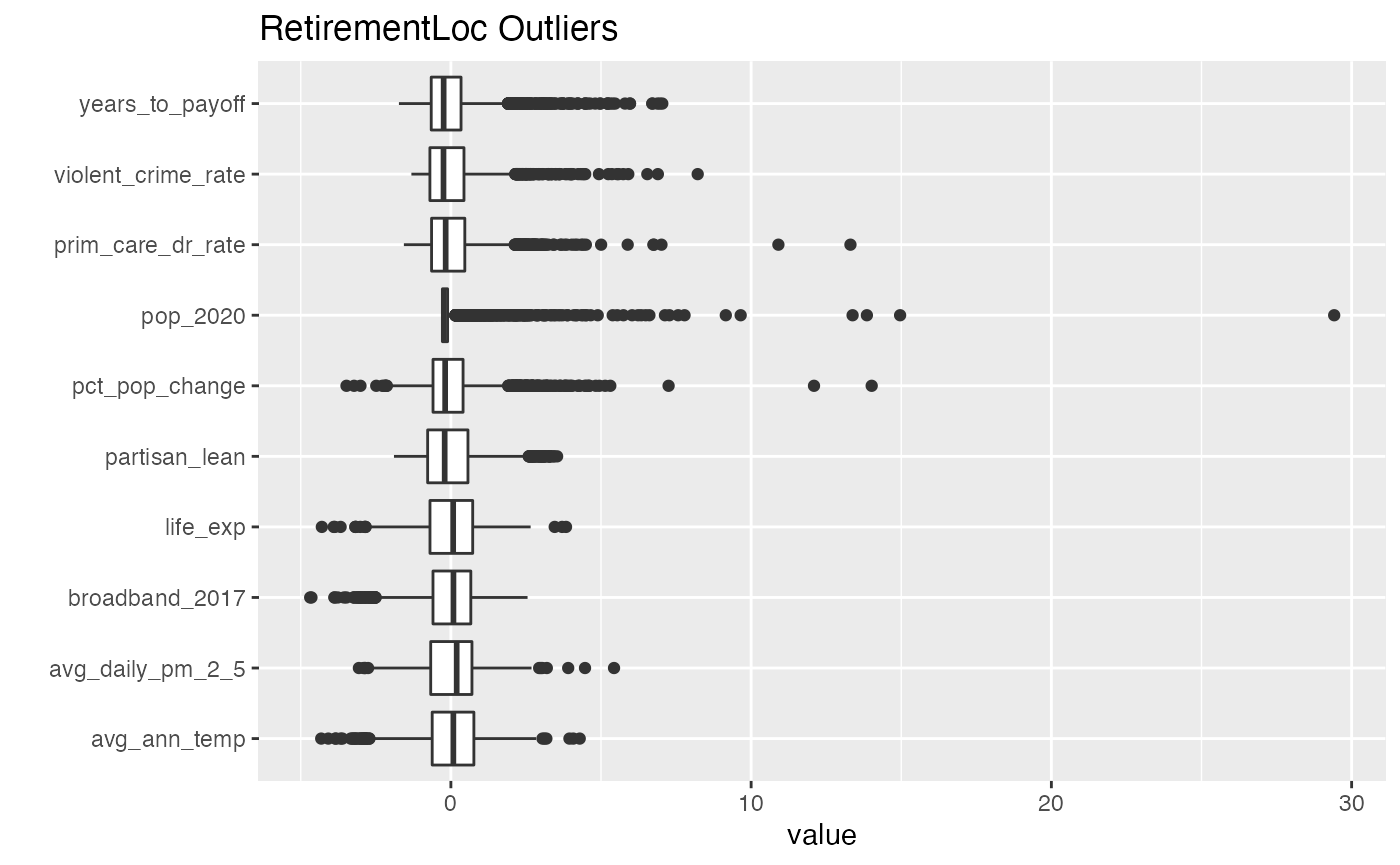 RetirementLoc Outliers
years_to_payoff
violent_crime_rate
prim_care_dr_rate
pop_2020
pct_pop_change
partisan_lean
life_exp
broadband_2017
avg_daily_pm_2_5
avg_ann_temp
0 10 20 30
value